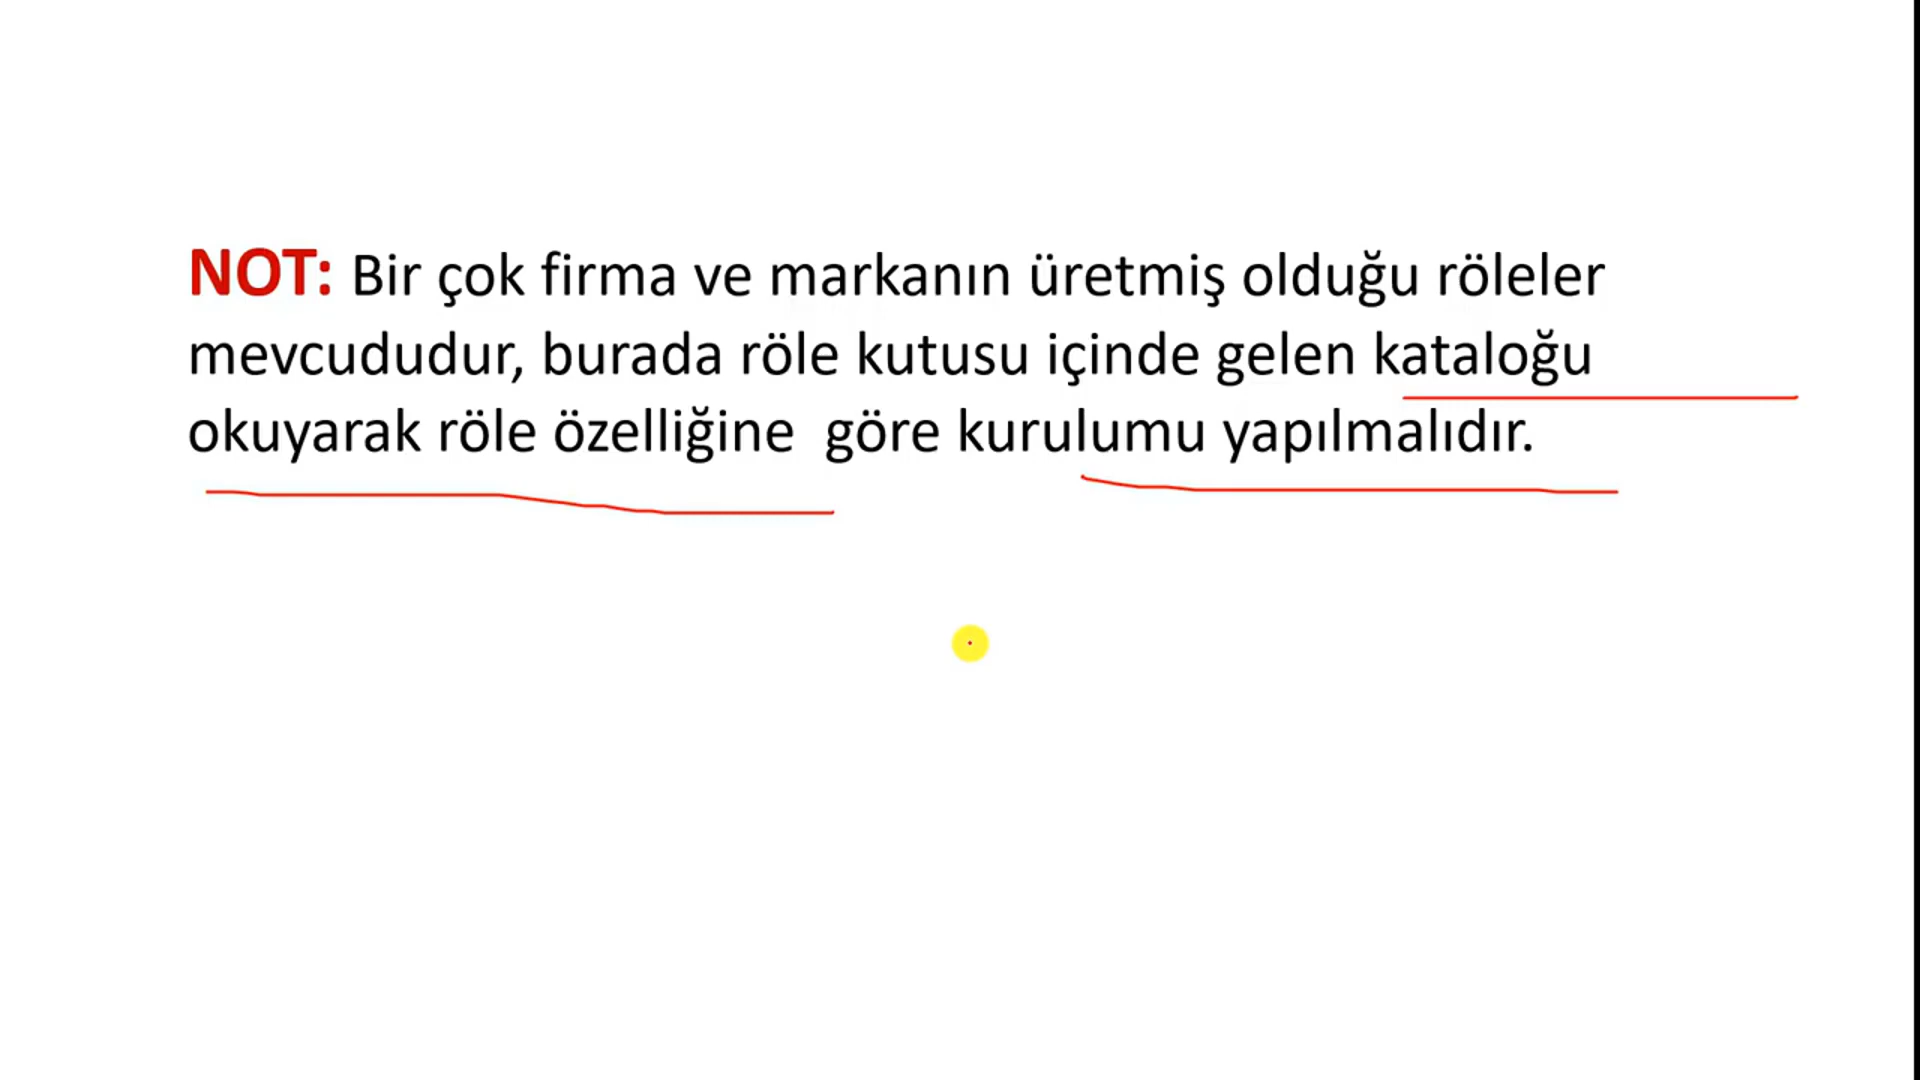 NOT: Bir çok firma ve markanın üretmiş olduğu röleler
mevcududur, burada röle kutusu içinde gelen kataloğu
okuyarak röle özelliğine  göre kurulumu yapılmalıdır.